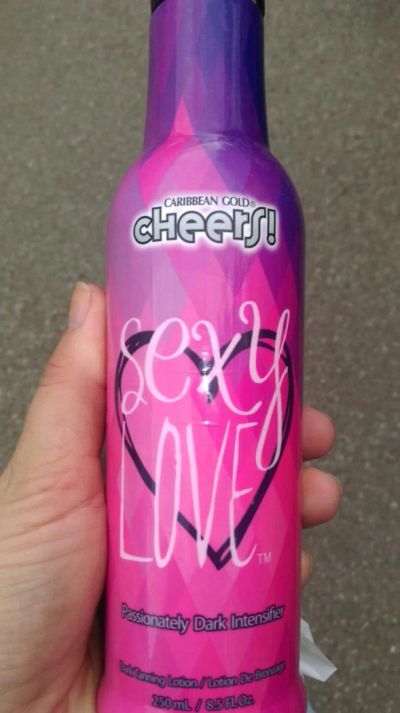 CARIBBEAN GOLD®
cHeerS!
sexy
LOVE™
Passionately Dark Intensifier
Dark Tanning Lotion / Lotion De Bronzage
250 mL / 8.5 Fl.Oz.